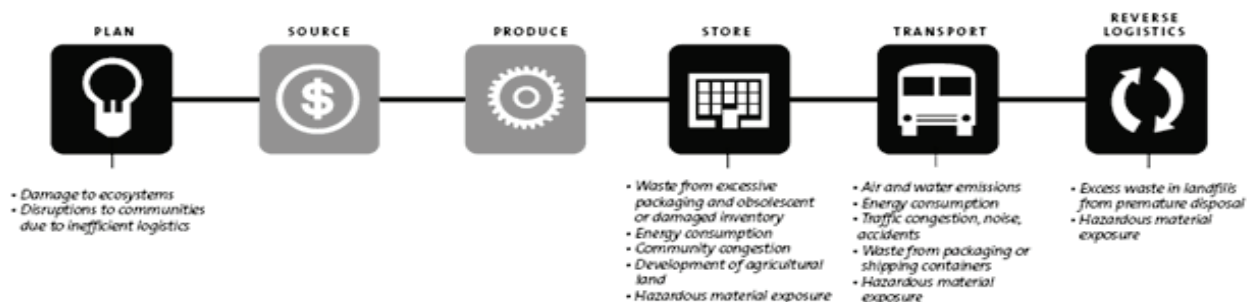 PLAN
SOURCE
PRODUCE
STORE
TRANSPORT
REVERSE
LOGISTICS
$
• Damage to ecosystems
• Disruptions to communities
due to inefficient logistics
• Waste from excessive
packaging and obsolescent
or damaged inventory
• Energy consumption
• Community congestion
• Development of agricultural
land
• Hazardous material exposure
• Air and water emissions
• Energy consumption
• Traffic congestion, noise,
accidents
• Waste from packaging or
shipping containers
• Hazardous material
exposure
• Excess waste in landfills
from premature disposal
• Hazardous material
exposure